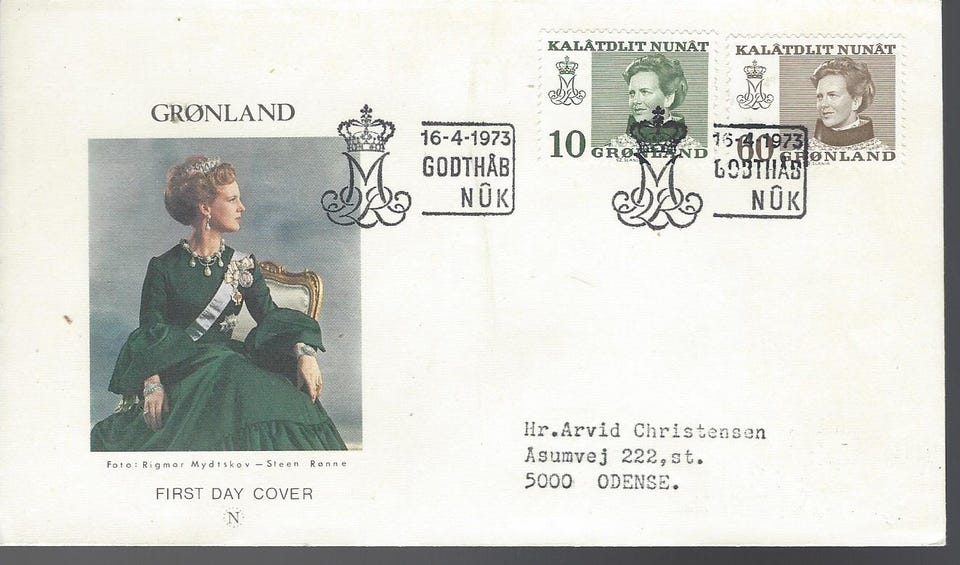 GRØNLAND
Foto: Rigmor Mydtskov — Steen Rønne
FIRST DAY COVER
N
16-4-1973
GODTHÅB
NÛK
KALÂTDLIT NUNÂT
10 GRØNLAND
KALÂTDLIT NUNÂT
60 GRØNLAND
16-4-1973
GODTHÅB
NÛK
Hr.Arvid Christensen
Asumvej 222,st.
5000 ODENSE.